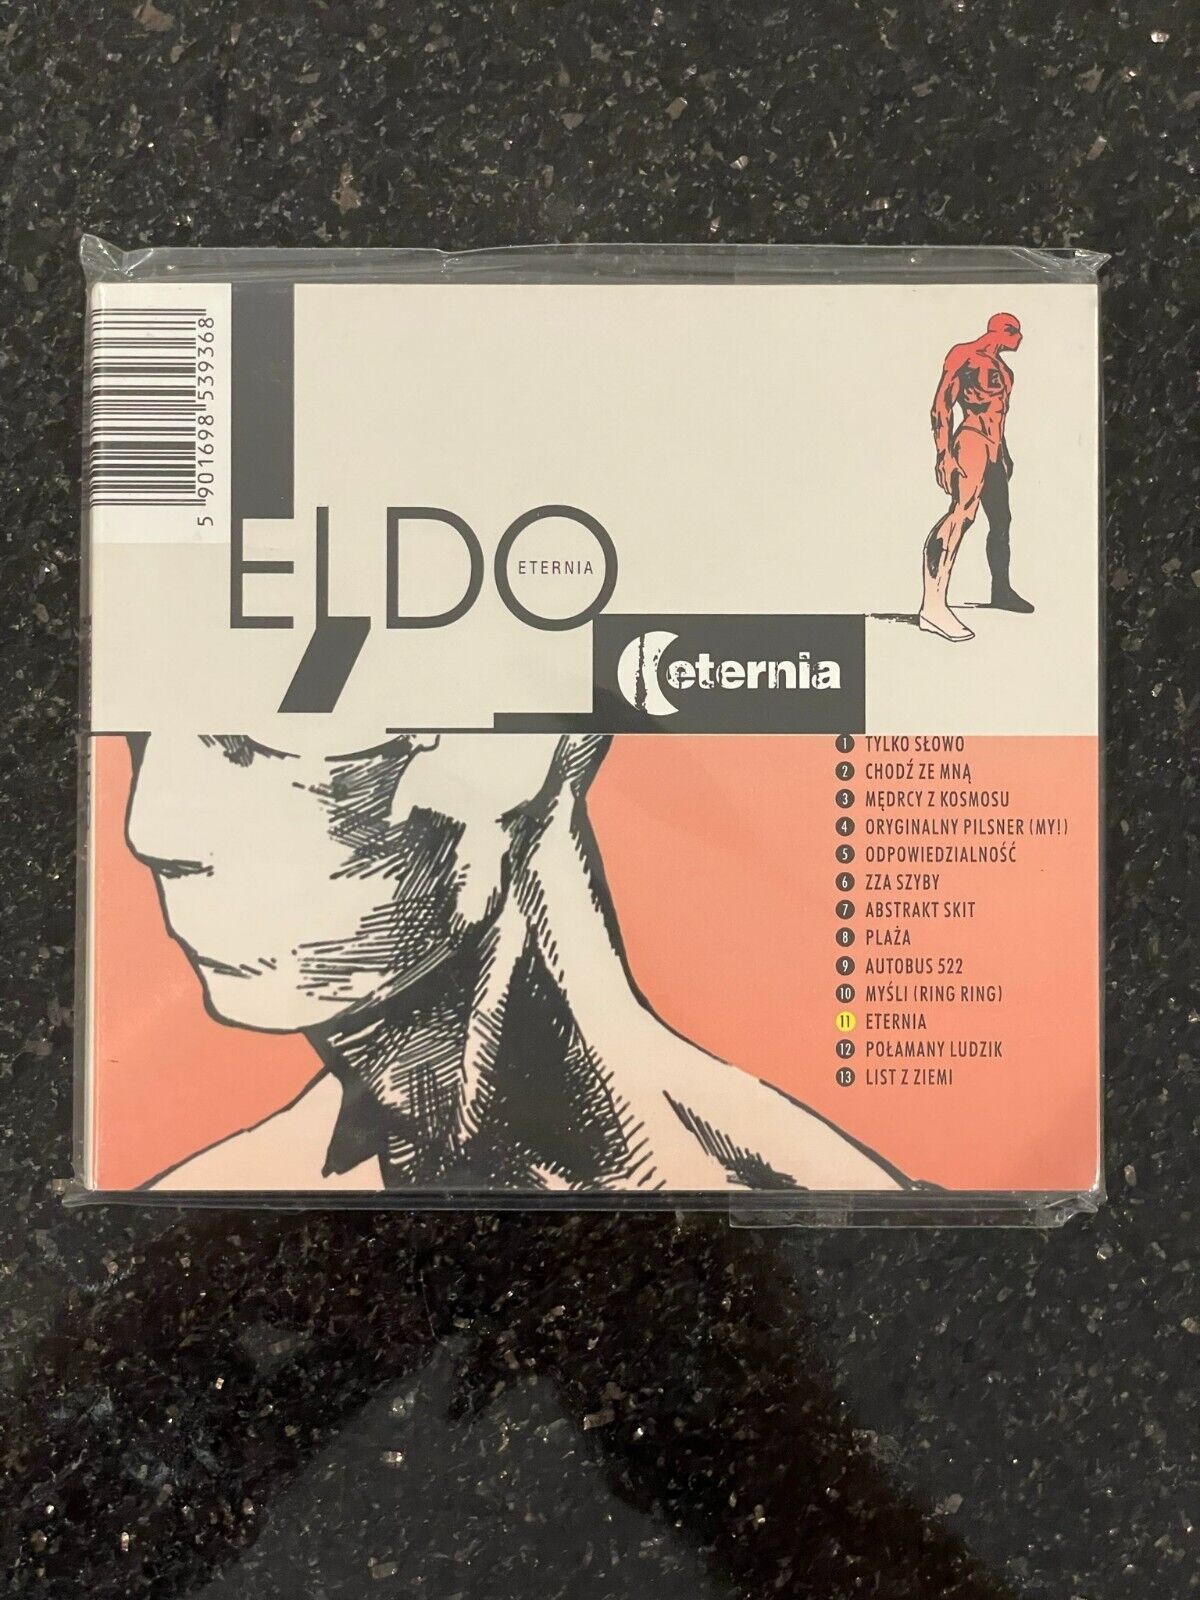 5 901698 539368
ELDO
ETERNIA
eternia
1 TYLKO SŁOWO
2 CHODŹ ZE MNĄ
3 MĘDRCY Z KOSMOSU
4 ORYGINALNY PILSNER (MY!)
5 ODPOWIEDZIALNOŚĆ
6 ZZA SZYBY
7 ABSTRAKT SKIT
8 PLAŻA
9 AUTOBUS 522
10 MYŚLI (RING RING)
11 ETERNIA
12 POŁAMANY LUDZIK
13 LIST Z ZIEMI